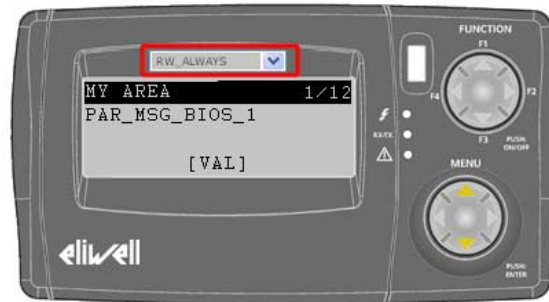 FUNCTION
F1
RW_ALWAYS
MY AREA 1/12
F4
F2
PAR_MSG_BIOS_1
RX/TX
F3
PUSH:
ON/OFF
[VAL]
MENU
eliwell
PUSH:
ENTER